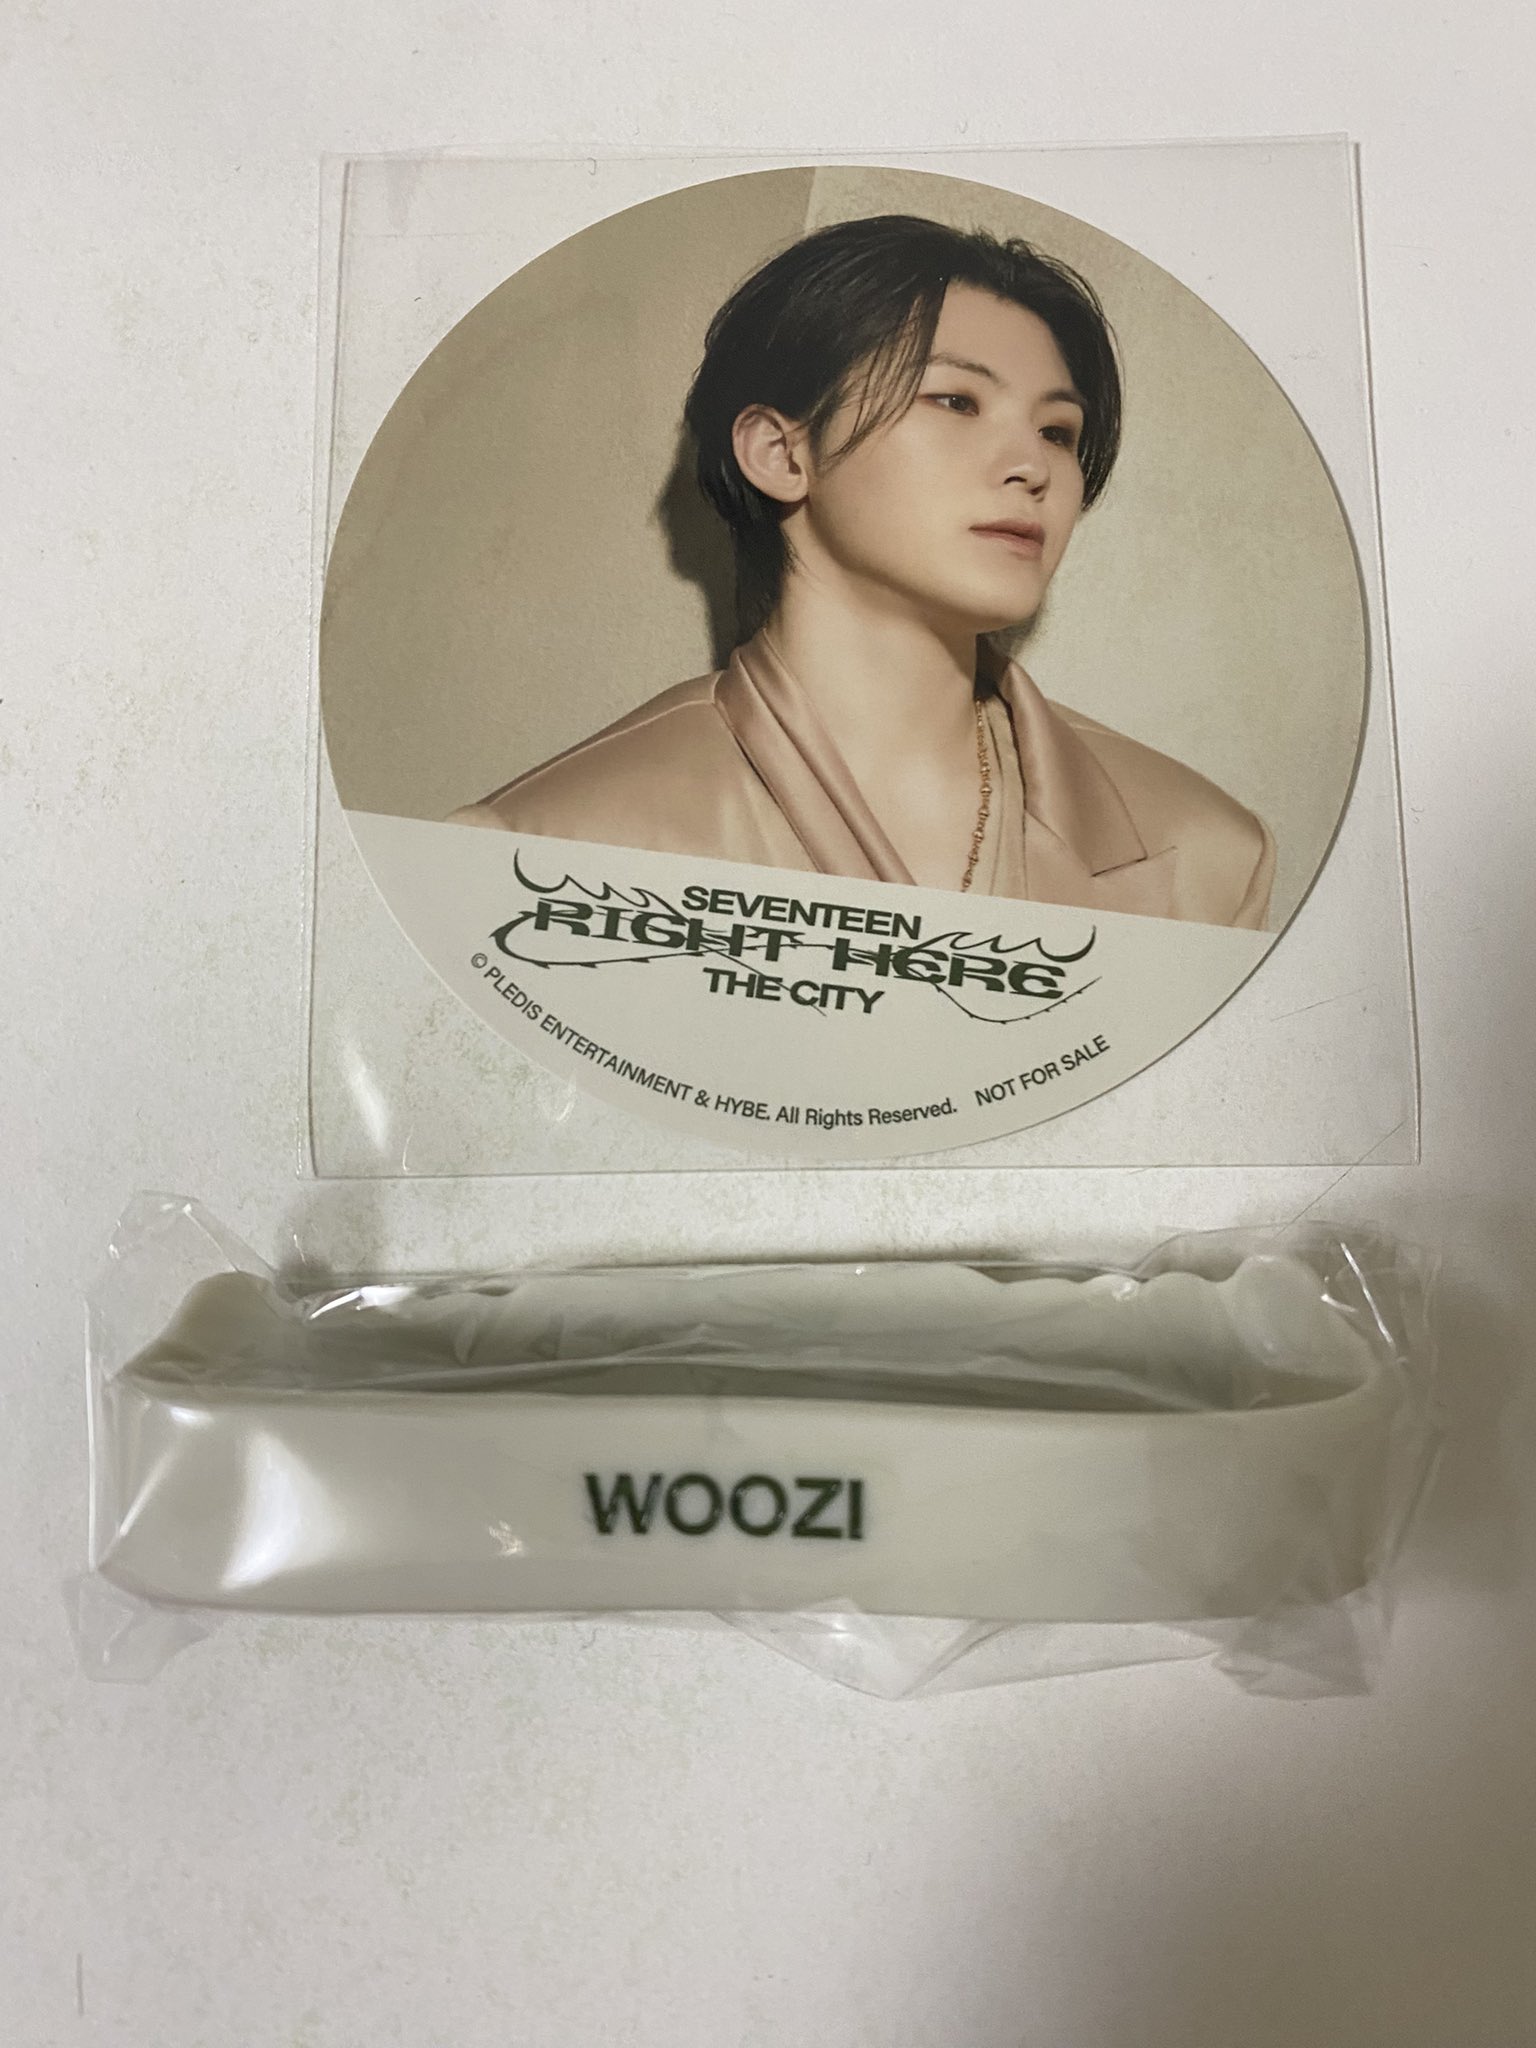 SEVENTEEN
RIGHT HERE
THE CITY
© PLEDIS ENTERTAINMENT & HYBE. All Rights Reserved. NOT FOR SALE
WOOZI